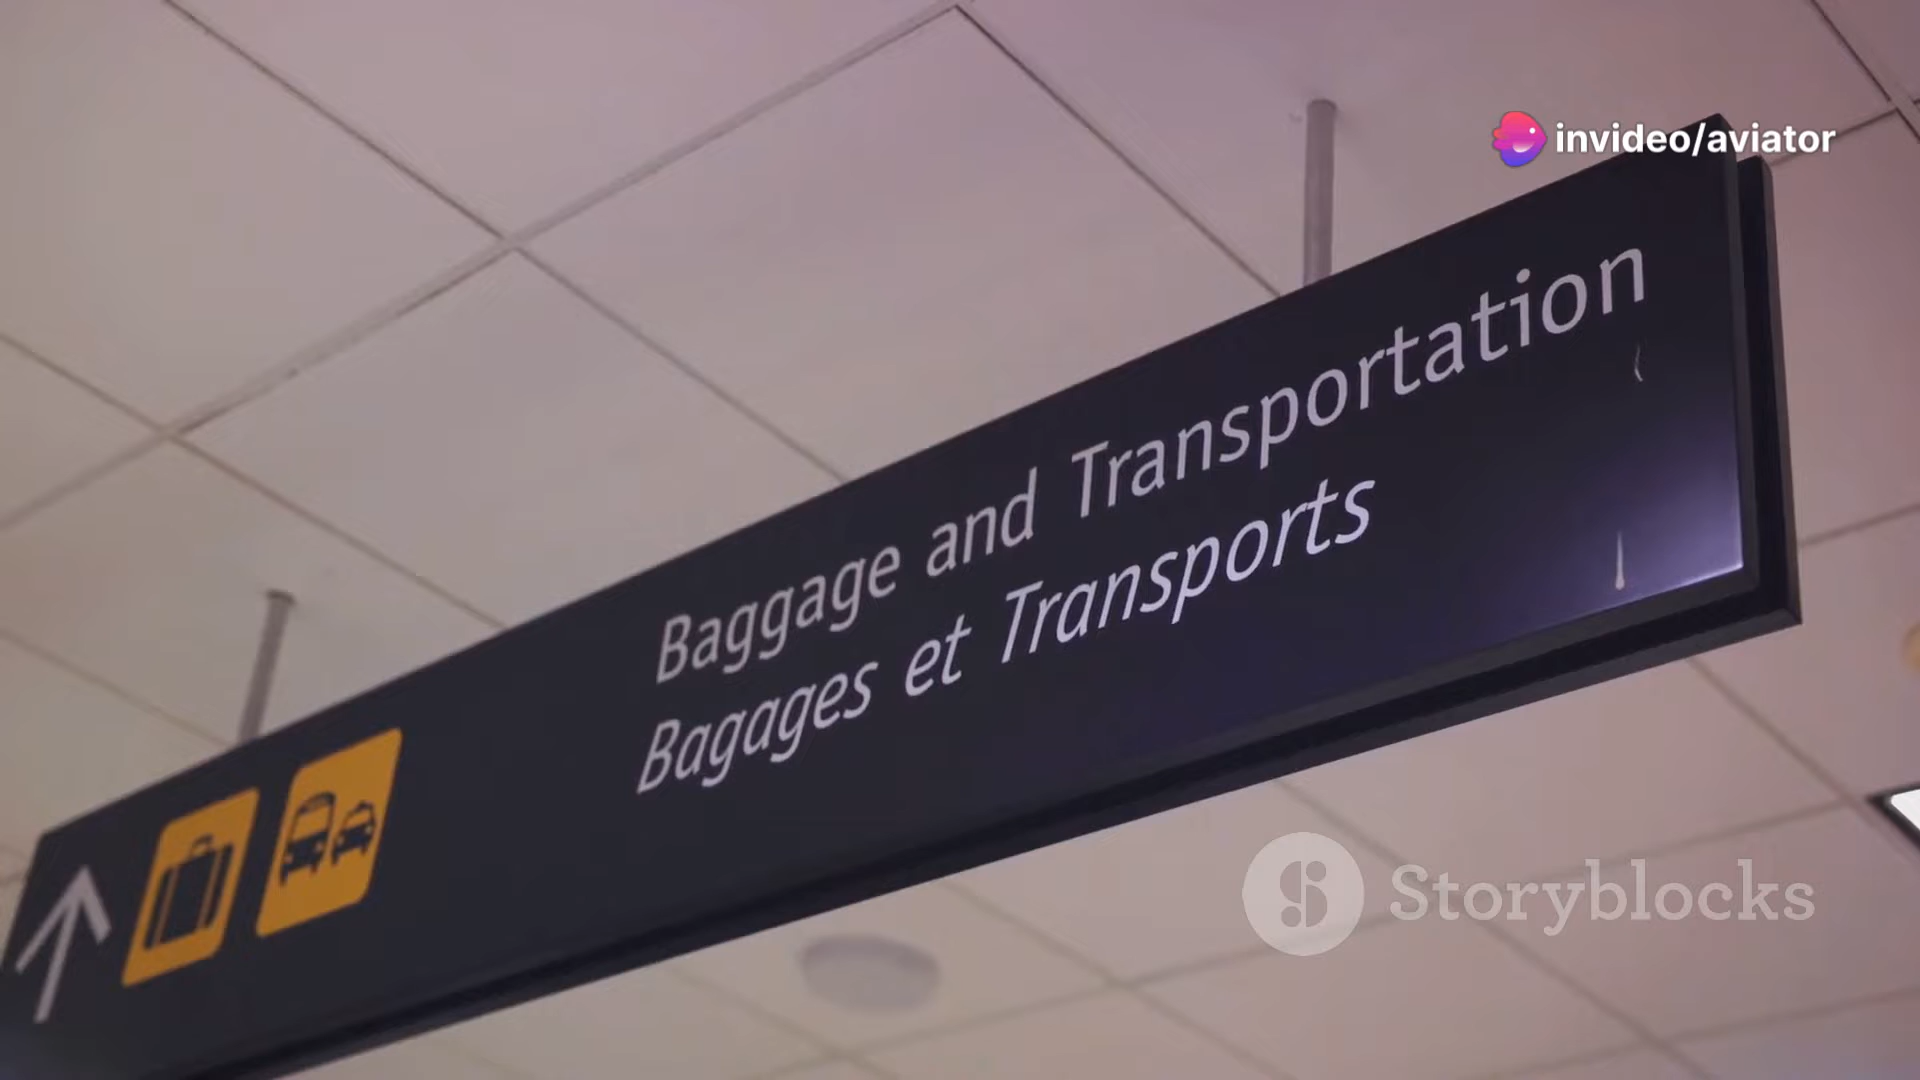 invideo/aviator
Baggage and Transportation
Bagages et Transports
Storyblocks